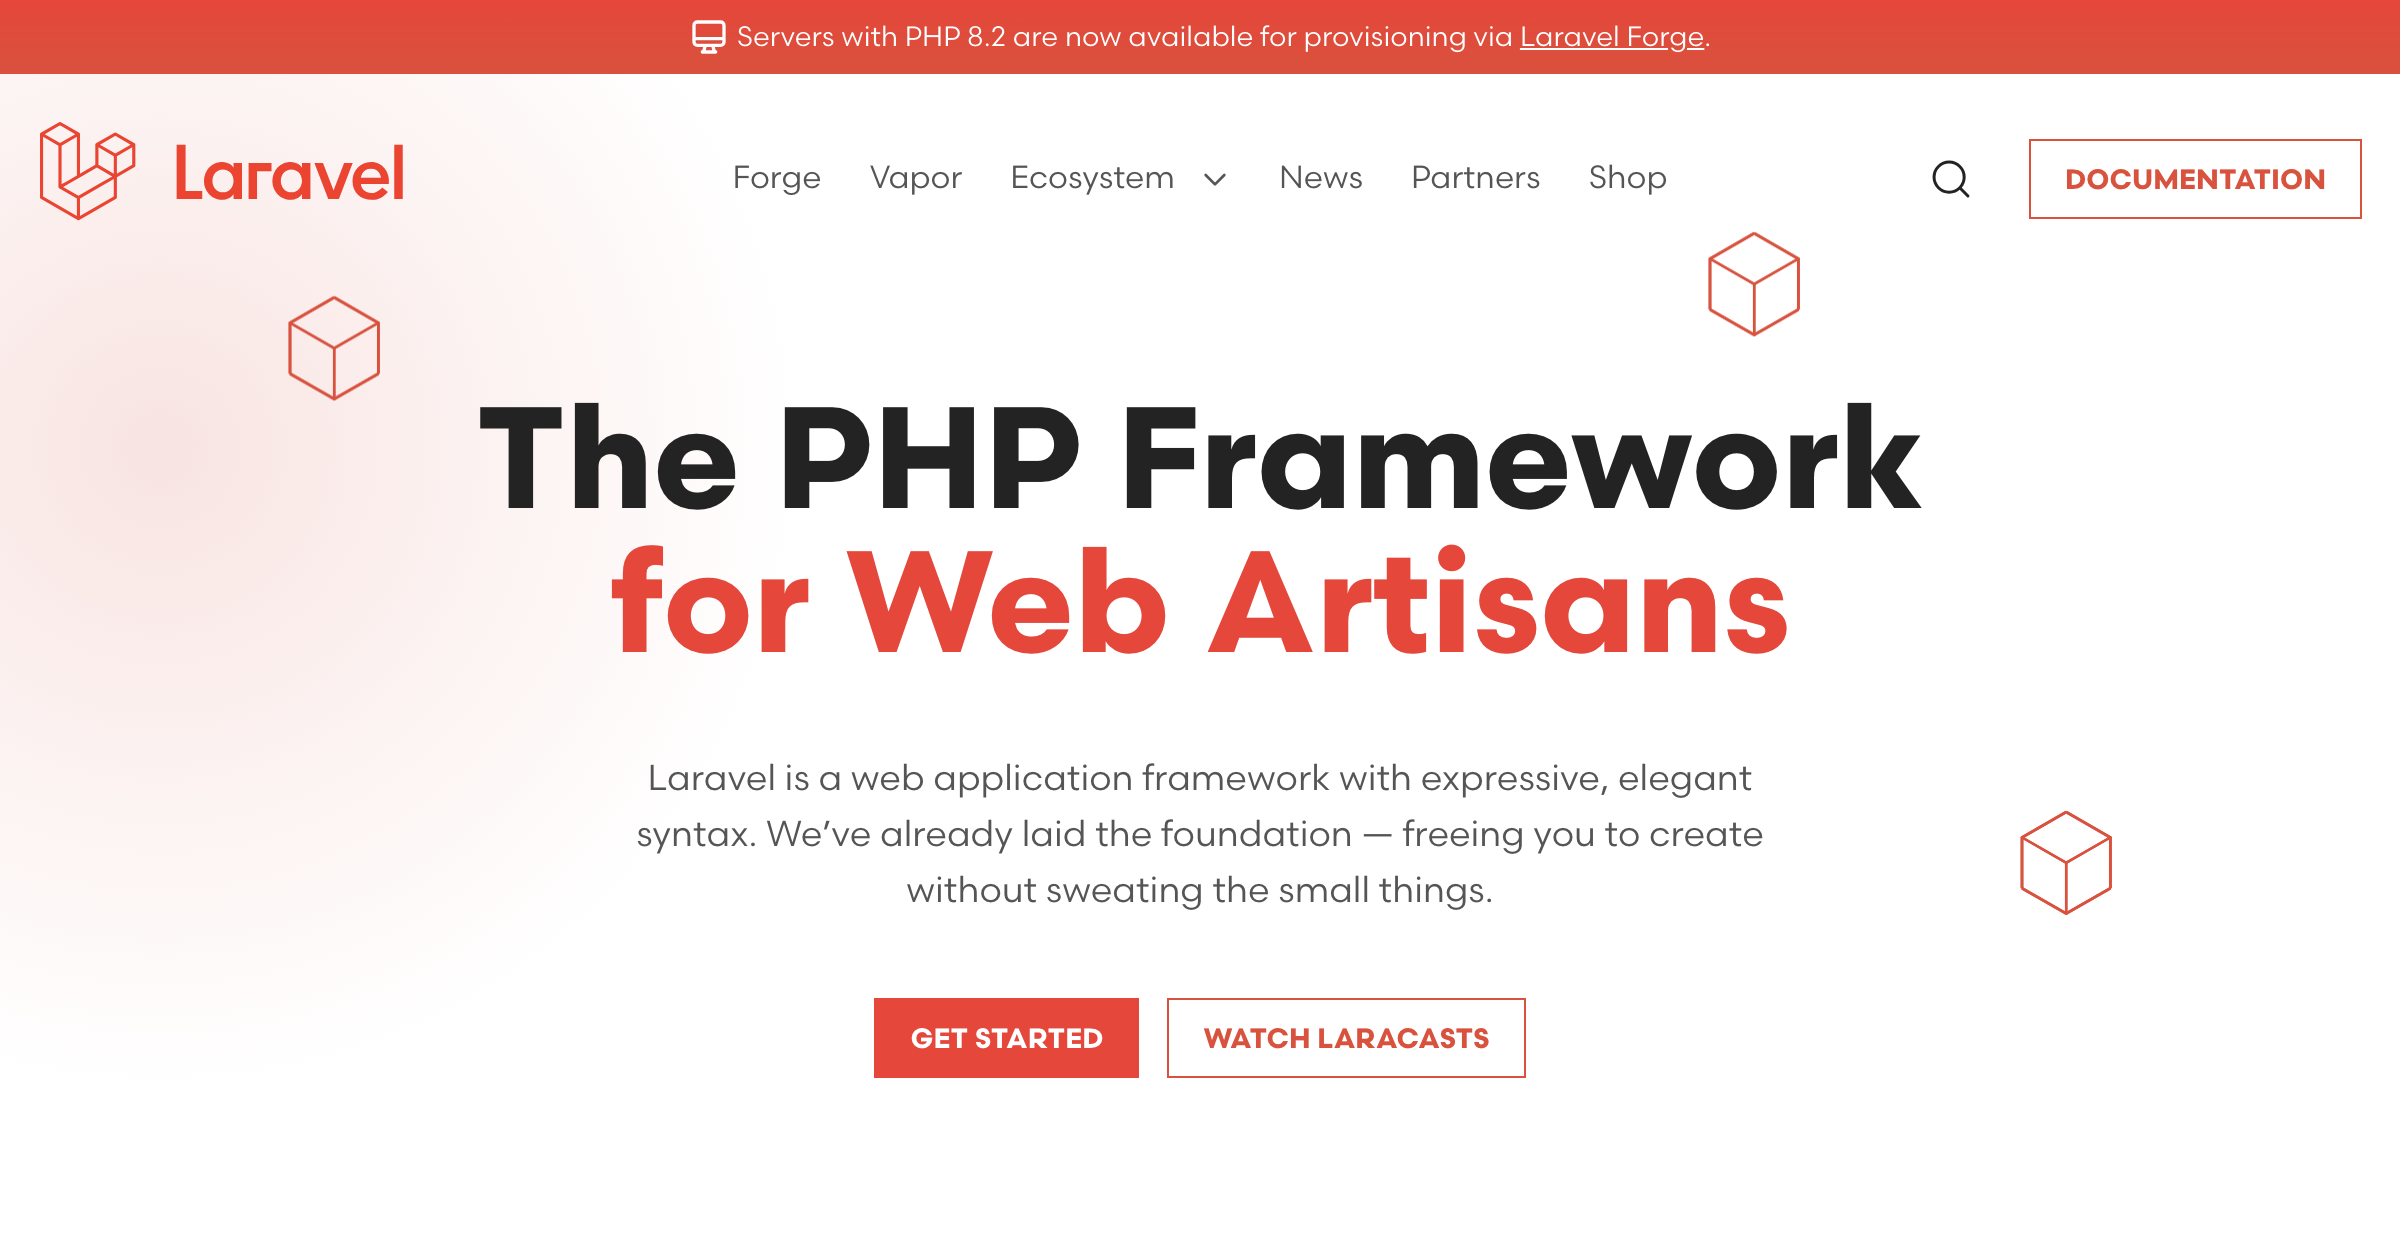 Servers with PHP 8.2 are now available for provisioning via Laravel Forge.
Laravel
Forge Vapor Ecosystem News Partners Shop
DOCUMENTATION
The PHP Framework
for Web Artisans
Laravel is a web application framework with expressive, elegant
syntax. We’ve already laid the foundation — freeing you to create
without sweating the small things.
GET STARTED
WATCH LARACASTS